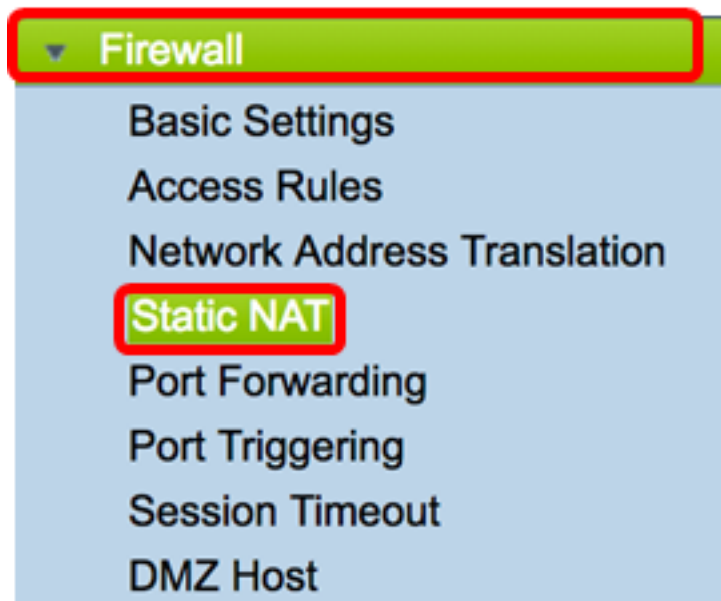 Firewall
Basic Settings
Access Rules
Network Address Translation
Static NAT
Port Forwarding
Port Triggering
Session Timeout
DMZ Host